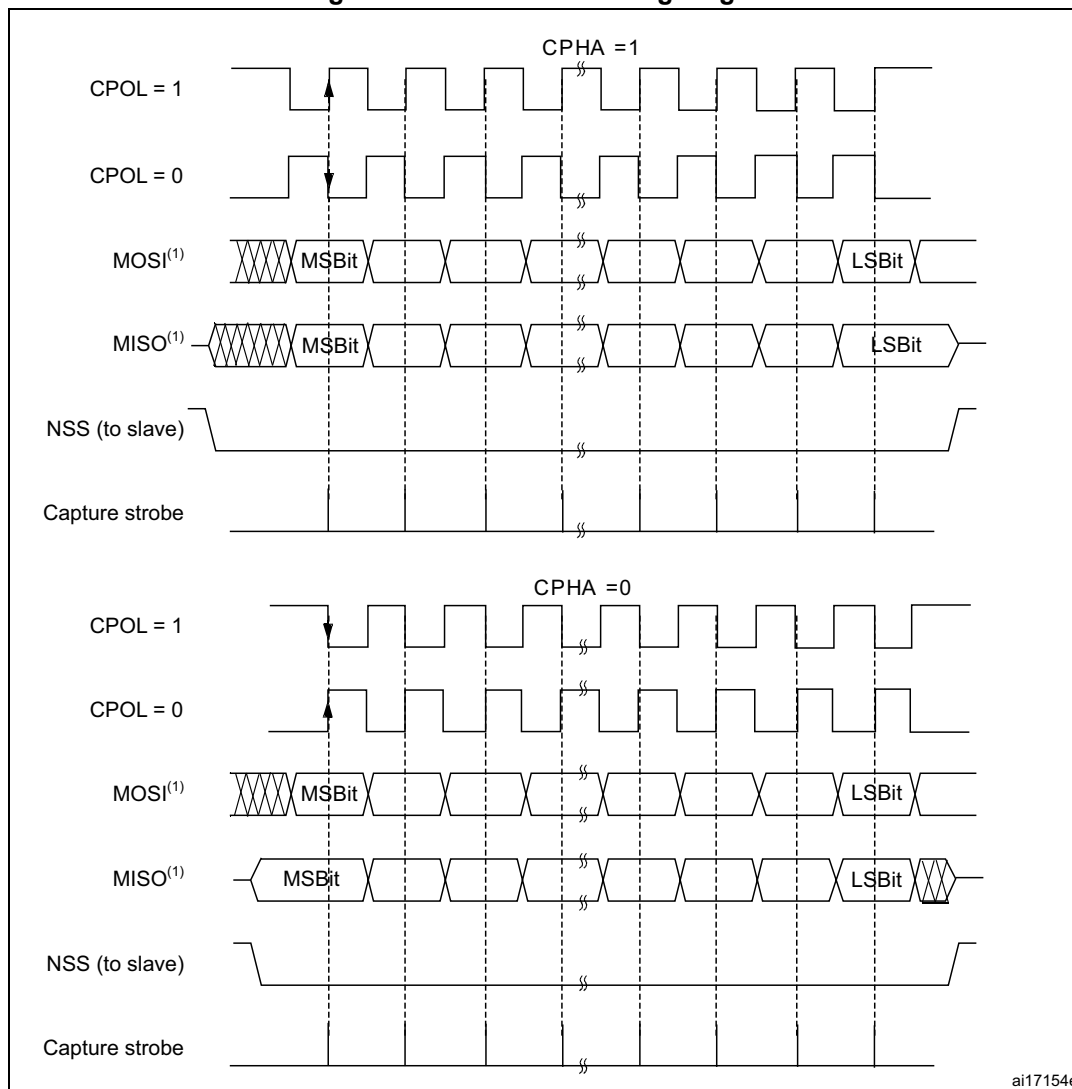 CPHA =1
CPOL = 1
CPOL = 0
MOSI(1)
MSBit
LSBit
MISO(1)
MSBit
LSBit
NSS (to slave)
Capture strobe
CPHA =0
CPOL = 1
CPOL = 0
MOSI(1)
MSBit
LSBit
MISO(1)
MSBit
LSBit
NSS (to slave)
Capture strobe